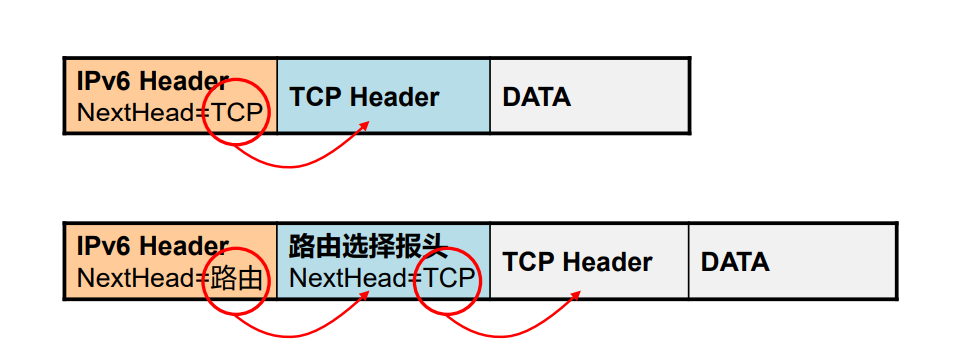 IPv6 Header
NextHead=TCP
TCP Header
DATA
IPv6 Header
NextHead=路由
路由选择报头
NextHead=TCP
TCP Header
DATA